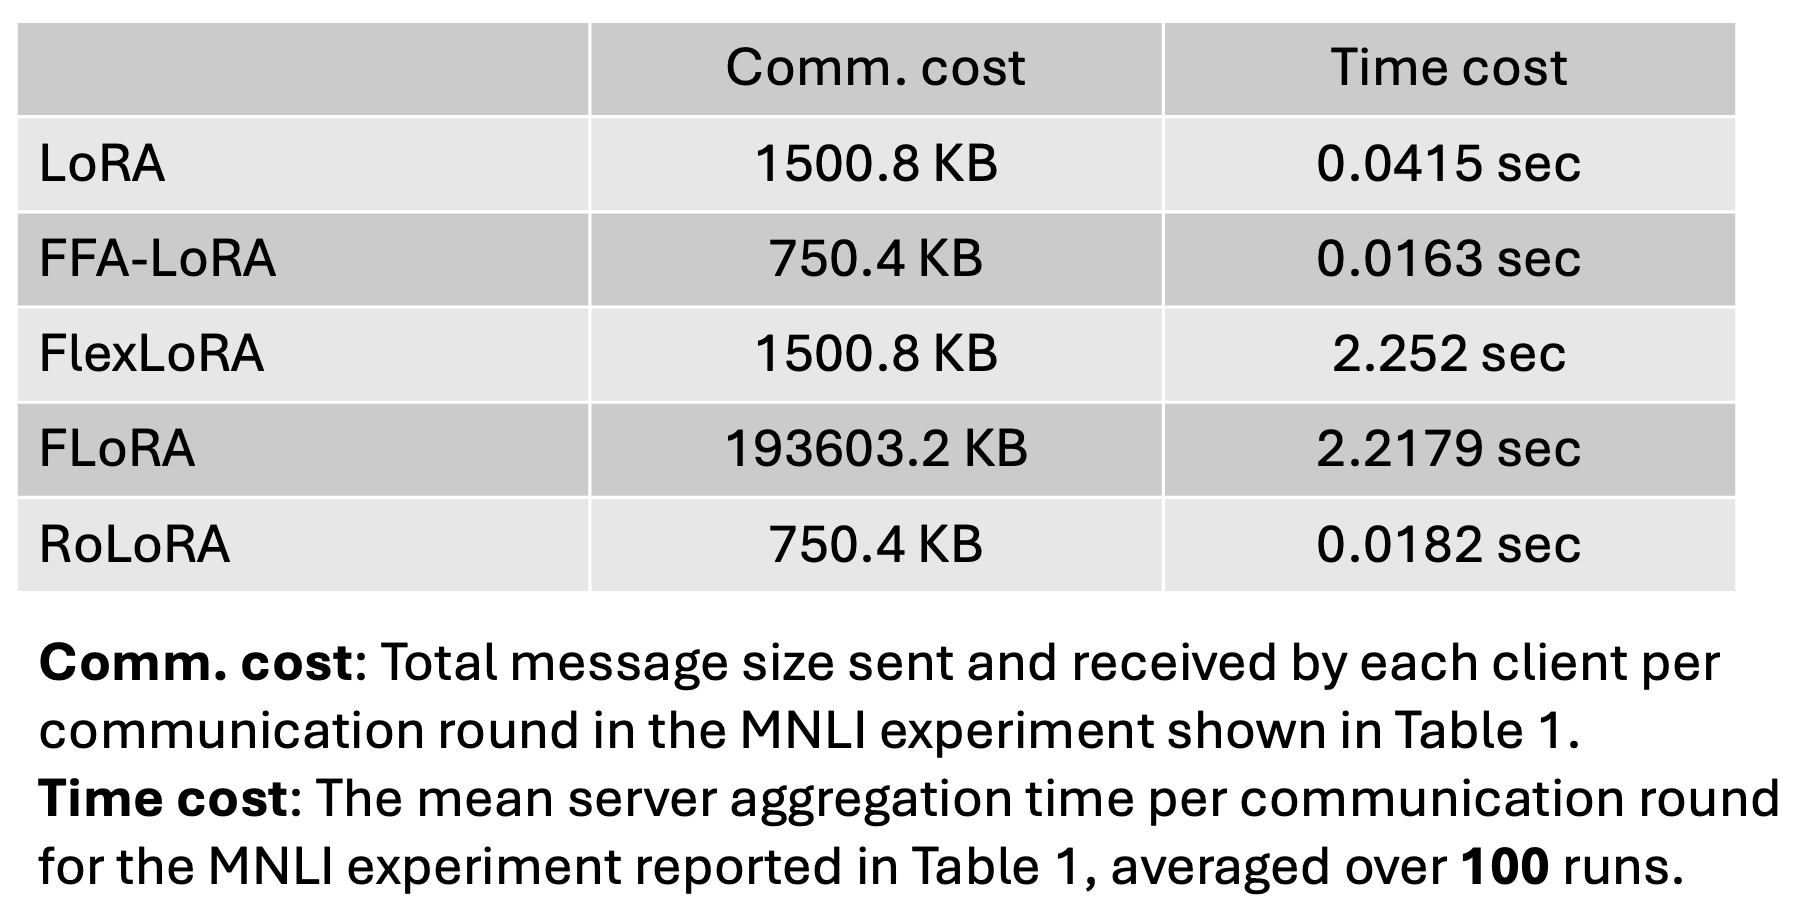 Comm. cost Time cost
LoRA 1500.8 KB 0.0415 sec
FFA-LoRA 750.4 KB 0.0163 sec
FlexLoRA 1500.8 KB 2.252 sec
FLoRA 193603.2 KB 2.2179 sec
RoLoRA 750.4 KB 0.0182 sec
Comm. cost: Total message size sent and received by each client per
communication round in the MNLI experiment shown in Table 1.
Time cost: The mean server aggregation time per communication round
for the MNLI experiment reported in Table 1, averaged over 100 runs.